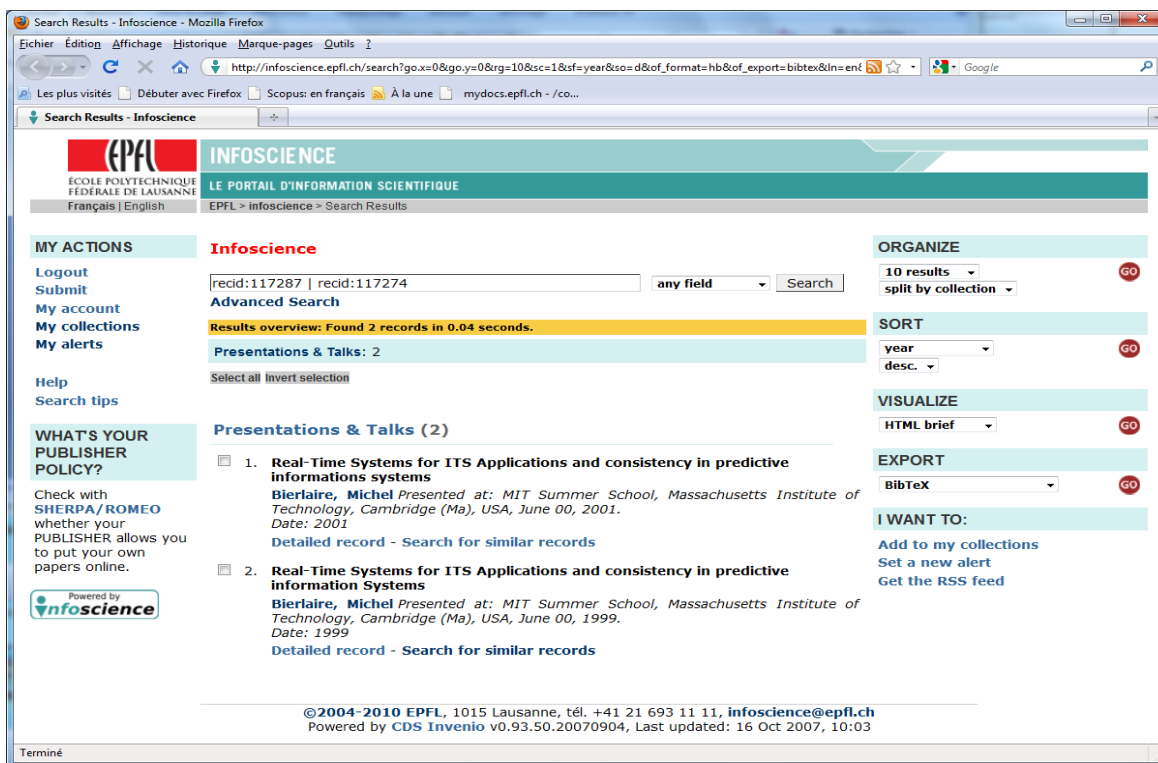 Search Results - Infoscience - Mozilla Firefox
Fichier Édition Affichage Historique Marque-pages Outils ?
http://infoscience.epfl.ch/search?go.x=0&go.y=0&rg=10&sc=1&sf=year&so=d&of_format=hb&of_export=bibtex&ln=en&
Google
Les plus visités Débuter avec Firefox Scopus: en français À la une mydocs.epfl.ch - /co...
Search Results - Infoscience
EPFL
ÉCOLE POLYTECHNIQUE
FÉDÉRALE DE LAUSANNE
INFOSCIENCE
LE PORTAIL D'INFORMATION SCIENTIFIQUE
Français | English
EPFL > infoscience > Search Results
MY ACTIONS
Logout
Submit
My account
My collections
My alerts
Help
Search tips
WHAT'S YOUR
PUBLISHER
POLICY?
Check with
SHERPA/ROMEO
whether your
PUBLISHER allows you
to put your own
papers online.
Powered by
infoscience
Infoscience
recid:117287 | recid:117274
any field
Search
Advanced Search
Results overview: Found 2 records in 0.04 seconds.
Presentations & Talks: 2
Select all Invert selection
Presentations & Talks (2)
1. Real-Time Systems for ITS Applications and consistency in predictive
informations systems
Bierlaire, Michel Presented at: MIT Summer School, Massachusetts Institute of
Technology, Cambridge (Ma), USA, June 00, 2001.
Date: 2001
Detailed record - Search for similar records
2. Real-Time Systems for ITS Applications and consistency in predictive
information Systems
Bierlaire, Michel Presented at: MIT Summer School, Massachusetts Institute of
Technology, Cambridge (Ma), USA, June 00, 1999.
Date: 1999
Detailed record - Search for similar records
ORGANIZE
10 results
GO
split by collection
SORT
year
GO
desc.
VISUALIZE
HTML brief
GO
EXPORT
BibTeX
GO
I WANT TO:
Add to my collections
Set a new alert
Get the RSS feed
©2004-2010 EPFL, 1015 Lausanne, tél. +41 21 693 11 11, infoscience@epfl.ch
Powered by CDS Invenio v0.93.50.20070904, Last updated: 16 Oct 2007, 10:03
Terminé